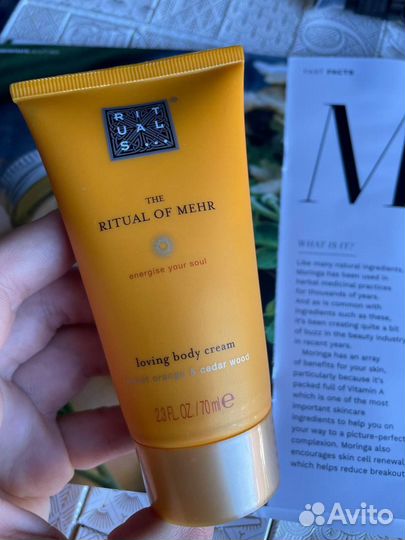 RIT
UALS...
®
THE
RITUAL OF MEHR
energise your soul
loving body cream
sweet orange & cedar wood
2.3 FL.OZ./70 ml ℮
FAST FACTS
M
WHAT IS IT?
Like many natural ingredients,
Moringa has been used in
herbal medicinal practices
for thousands of years.
And as is common with
ingredients such as these,
it's been creating quite a bit
of buzz in the beauty industry
in recent years.
Moringa has an array
of benefits for your skin,
particularly because it's
packed full of Vitamin A
which is one of the most
important skincare
ingredients to help you on
your way to a picture-perfect
complexion. Moringa also
encourages skin cell renewal
which helps reduce breakout
Avito